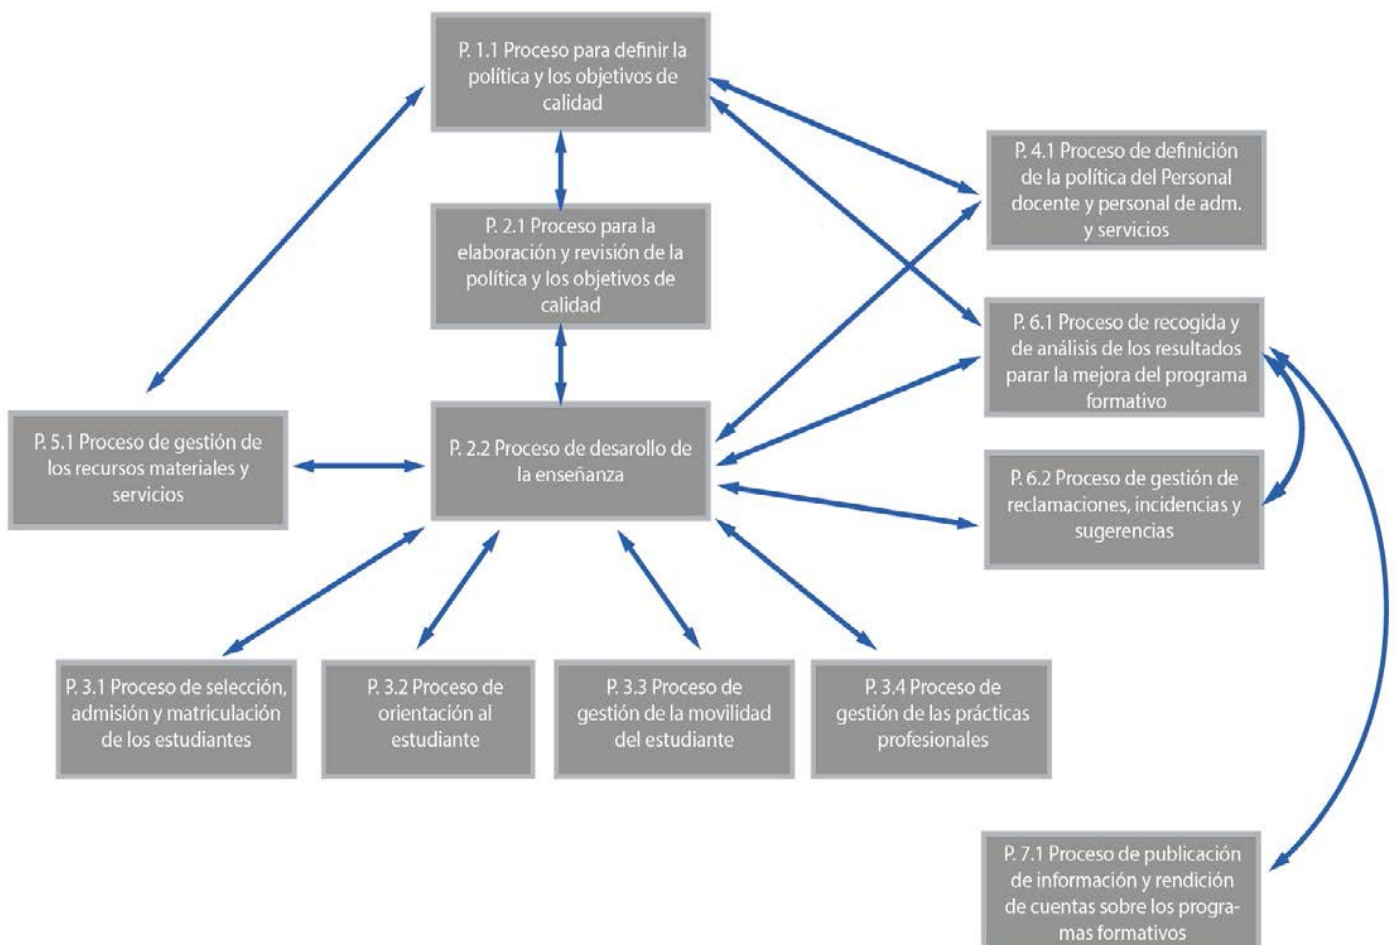 P. 1.1 Proceso para definir la
política y los objetivos de
calidad
P. 4.1 Proceso de definición
de la política del Personal
docente y personal de adm.
y servicios
P. 2.1 Proceso para la
elaboración y revisión de la
política y los objetivos de
calidad
P. 6.1 Proceso de recogida y
de análisis de los resultados
parar la mejora del programa
formativo
P. 5.1 Proceso de gestión de
los recursos materiales y
servicios
P. 2.2 Proceso de desarollo de
la enseñanza
P. 6.2 Proceso de gestión de
reclamaciones, incidencias y
sugerencias
P. 3.1 Proceso de selección,
admisión y matriculación
de los estudiantes
P. 3.2 Proceso de
orientación al
estudiante
P. 3.3 Proceso de
gestión de la movilidad
del estudiante
P. 3.4 Proceso de
gestión de las prácticas
profesionales
P. 7.1 Proceso de publicación
de información y rendición
de cuentas sobre los progra-
mas formativos